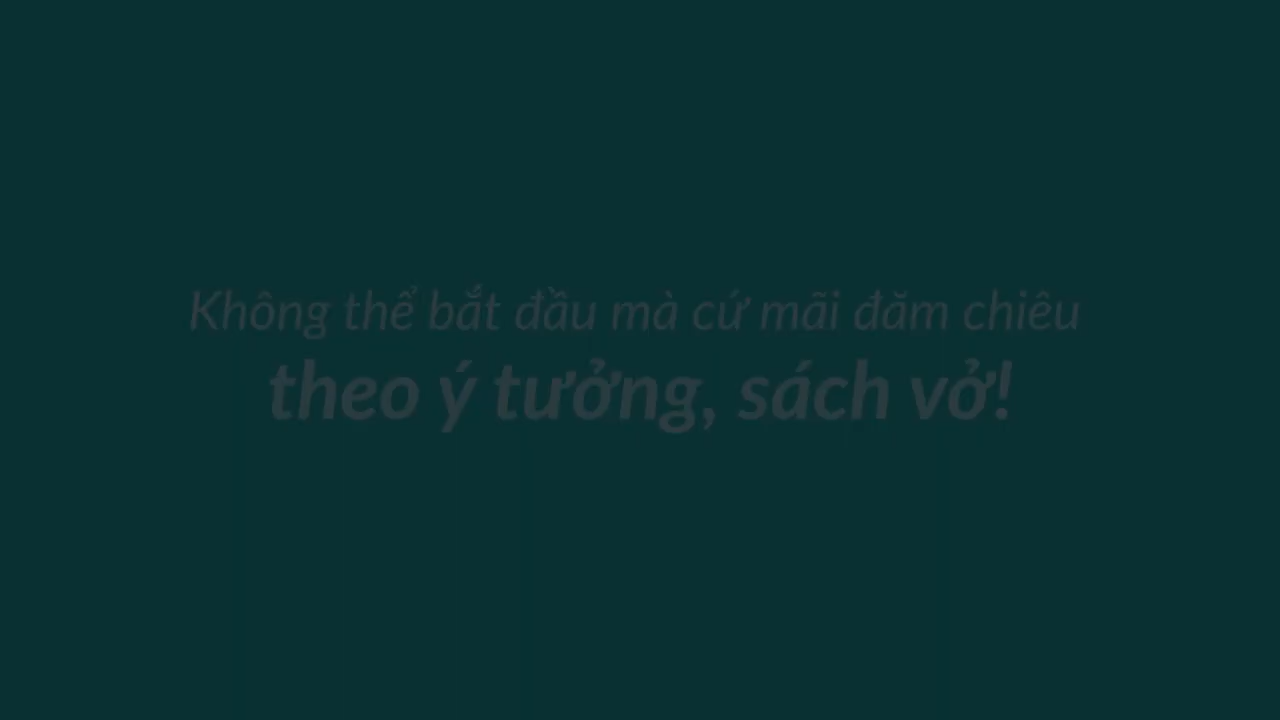 Không thể bắt đầu mà cứ mãi đăm chiêu
theo ý tưởng, sách vở!